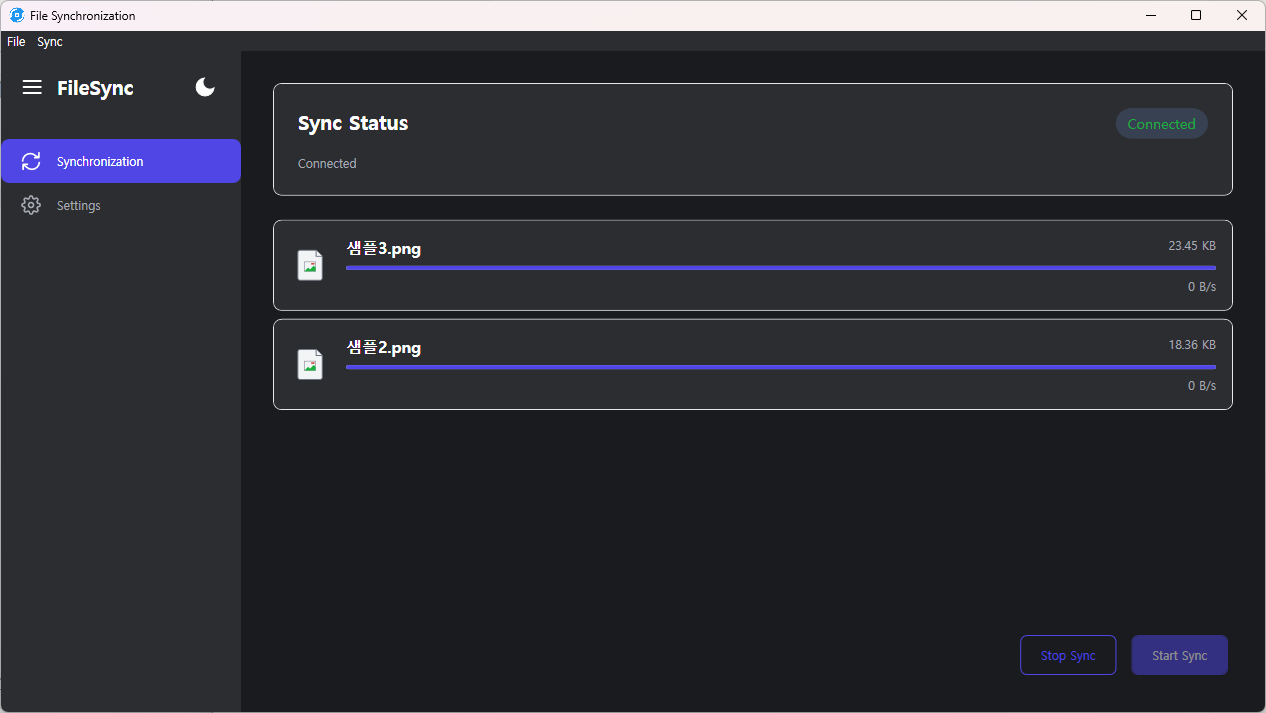 File Synchronization
File Sync
FileSync
Synchronization
Settings
Sync Status
Connected
Connected
샘플3.png
23.45 KB
0 B/s
샘플2.png
18.36 KB
0 B/s
Stop Sync
Start Sync